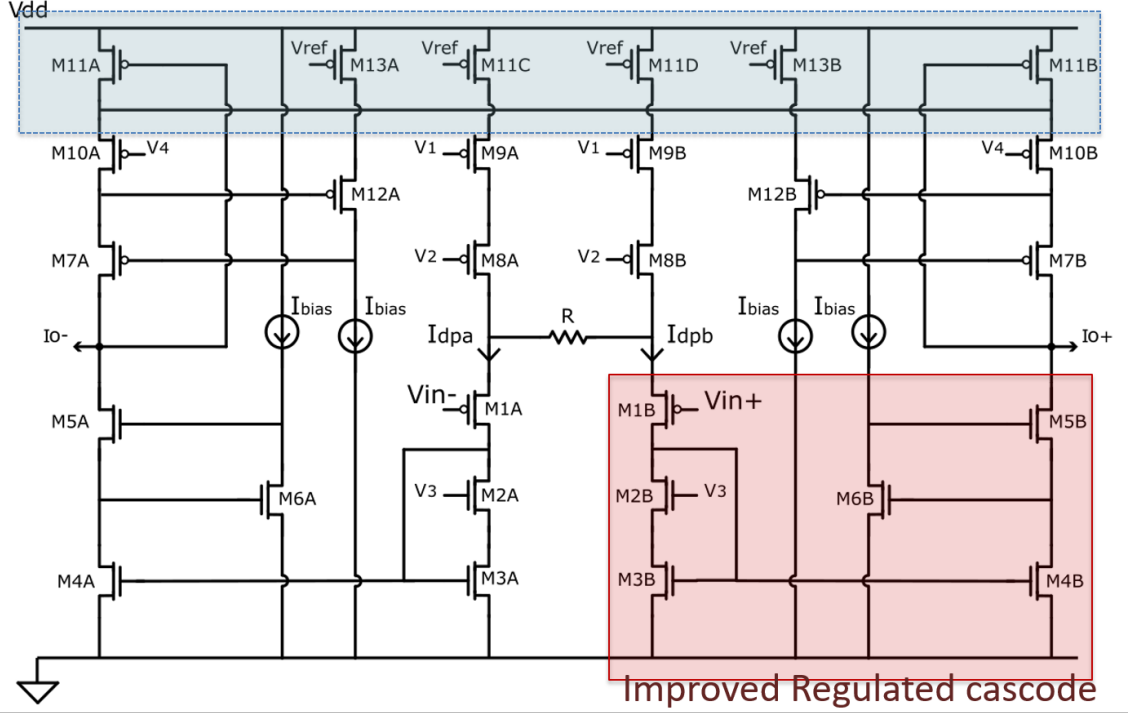 Vdd
Vref Vref Vref Vref
M11A M13A M11C M11D M13B M11B
M10A V4 V1 M9A V1 M9B V4 M10B
M12A M12B
M7A V2 M8A V2 M8B M7B
Ibias Ibias R Ibias Ibias
Io- Idpa Idpb Io+
Vin- Vin+
M5A M1A M1B M5B
M6A V3 M2A M2B V3 M6B
M4A M3A M3B M4B
Improved Regulated cascode